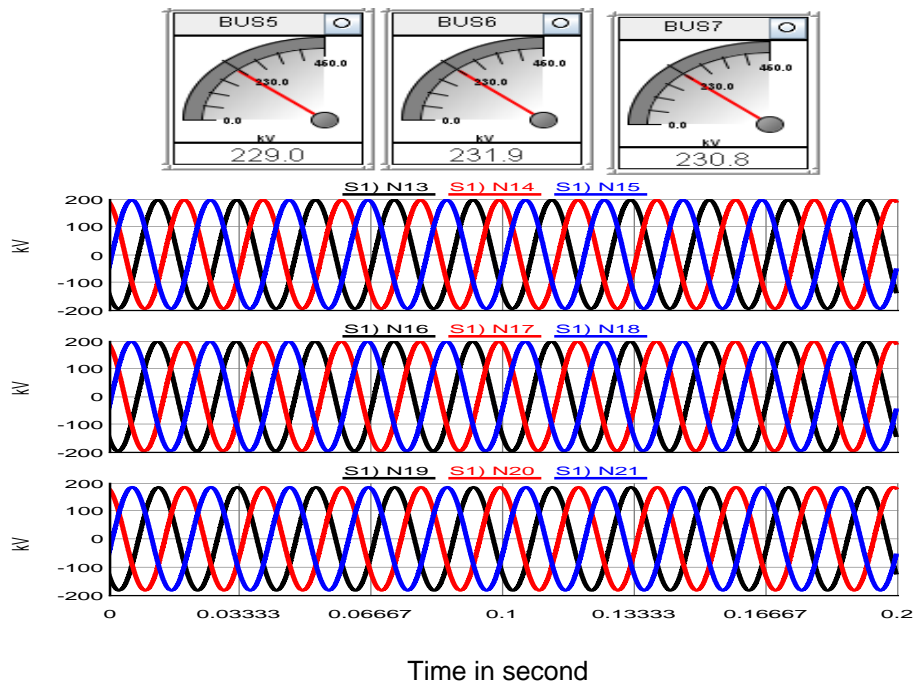 BUS5 O BUS6 O BUS7 O
460.0 460.0 460.0
230.0 230.0 230.0
0.0 0.0 0.0
kV kV kV
229.0 231.9 230.8
S1) N13 S1) N14 S1) N15
200
100
kV 0
-100
-200
S1) N16 S1) N17 S1) N18
200
100
kV 0
-100
-200
S1) N19 S1) N20 S1) N21
200
100
kV 0
-100
-200
0 0.03333 0.06667 0.1 0.13333 0.16667 0.2
Time in second